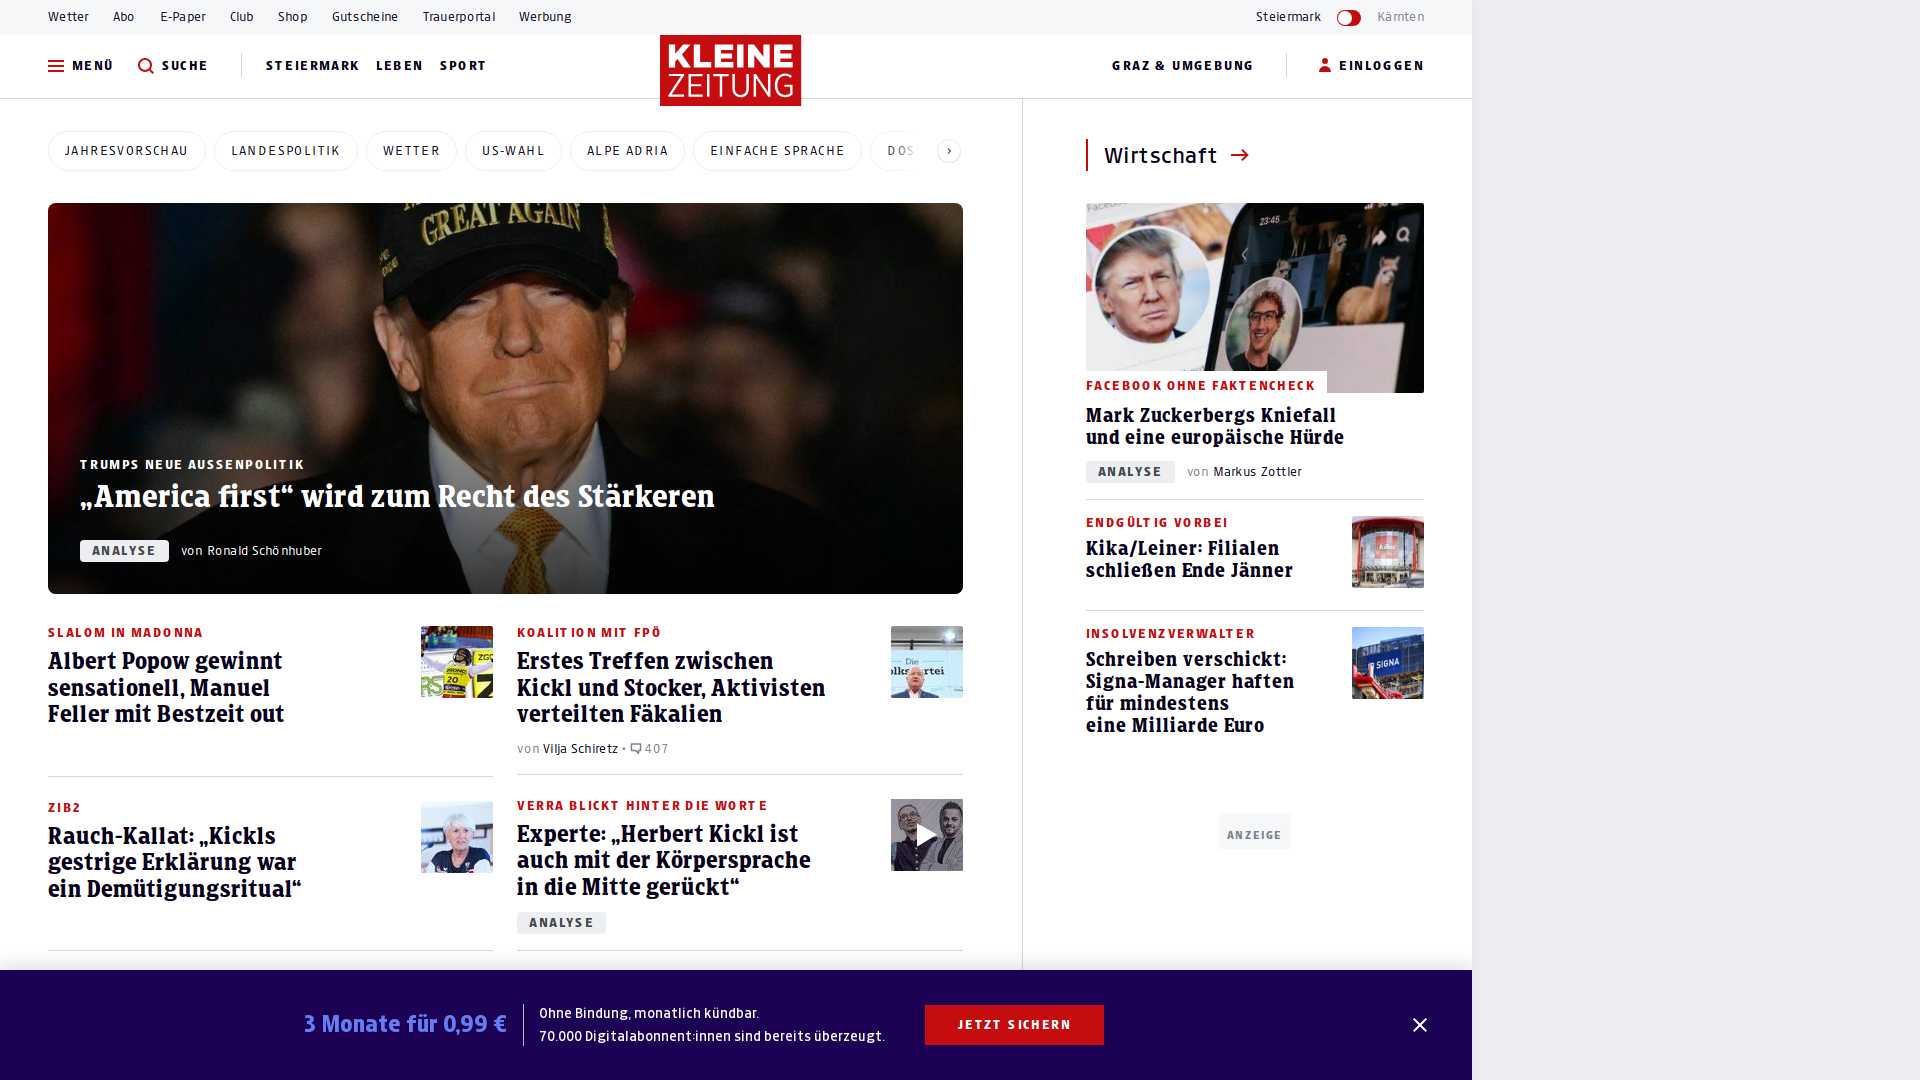 Wetter Abo E-Paper Club Shop Gutscheine Trauerportal Werbung Steiermark Kärnten
MENÜ SUCHE STEIERMARK LEBEN SPORT KLEINE ZEITUNG GRAZ & UMGEBUNG EINLOGGEN
JAHRESVORSCHAU LANDESPOLITIK WETTER US-WAHL ALPE ADRIA EINFACHE SPRACHE DOS
GREAT AGAIN
TRUMPS NEUE AUSSENPOLITIK
„America first“ wird zum Recht des Stärkeren
ANALYSE von Ronald Schönhuber
SLALOM IN MADONNA
Albert Popow gewinnt
sensationell, Manuel
Feller mit Bestzeit out
KOALITION MIT FPÖ
Erstes Treffen zwischen
Kickl und Stocker, Aktivisten
verteilten Fäkalien
von Vilja Schiretz • 407
ZIB2
Rauch-Kallat: „Kickls
gestrige Erklärung war
ein Demütigungsritual“
VERRA BLICKT HINTER DIE WORTE
Experte: „Herbert Kickl ist
auch mit der Körpersprache
in die Mitte gerückt“
ANALYSE
Wirtschaft
23:45
FACEBOOK OHNE FAKTENCHECK
Mark Zuckerbergs Kniefall
und eine europäische Hürde
ANALYSE von Markus Zottler
ENDGÜLTIG VORBEI
Kika/Leiner: Filialen
schließen Ende Jänner
INSOLVENZVERWALTER
Schreiben verschickt:
Signa-Manager haften
für mindestens
eine Milliarde Euro
SIGNA
ANZEIGE
3 Monate für 0,99 €
Ohne Bindung, monatlich kündbar.
70.000 Digitalabonnent:innen sind bereits überzeugt.
JETZT SICHERN